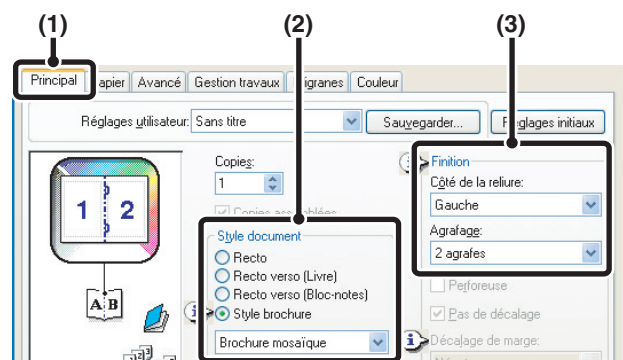 (1) (2) (3)
Principal apier Avancé Gestion travaux igranes Couleur
Réglages utilisateur: Sans titre Sauvegarder... Réglages initiaux
Copies:
1
Copies assemblées
Style document
Recto
Recto verso (Livre)
Recto verso (Bloc-notes)
Style brochure
Brochure mosaïque
Finition
Côté de la reliure:
Gauche
Agrafage:
2 agrafes
Perforeuse
Pas de décalage
Décalage de marge:
1 2
A B